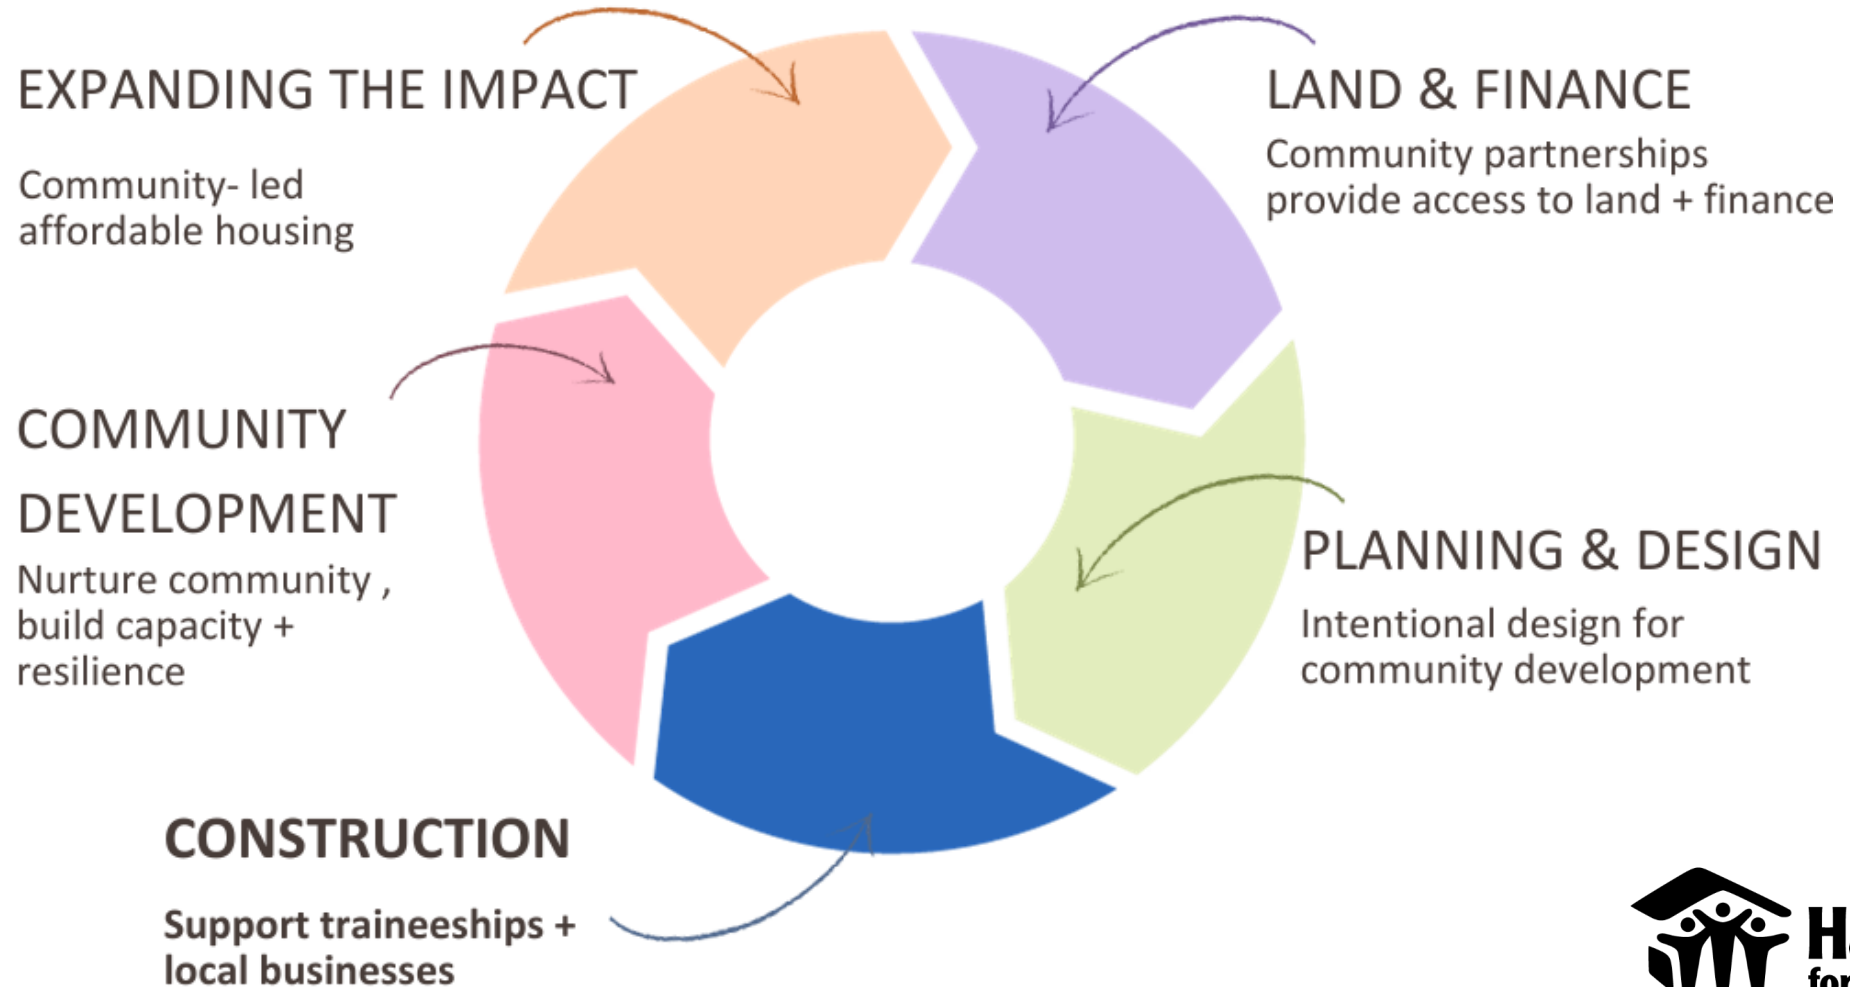 EXPANDING THE IMPACT
Community- led
affordable housing
LAND & FINANCE
Community partnerships
provide access to land + finance
COMMUNITY
DEVELOPMENT
Nurture community ,
build capacity +
resilience
PLANNING & DESIGN
Intentional design for
community development
CONSTRUCTION
Support traineeships +
local businesses
for